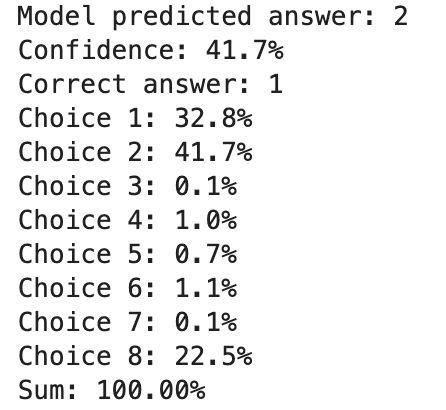 Model predicted answer: 2
Confidence: 41.7%
Correct answer: 1
Choice 1: 32.8%
Choice 2: 41.7%
Choice 3: 0.1%
Choice 4: 1.0%
Choice 5: 0.7%
Choice 6: 1.1%
Choice 7: 0.1%
Choice 8: 22.5%
Sum: 100.00%